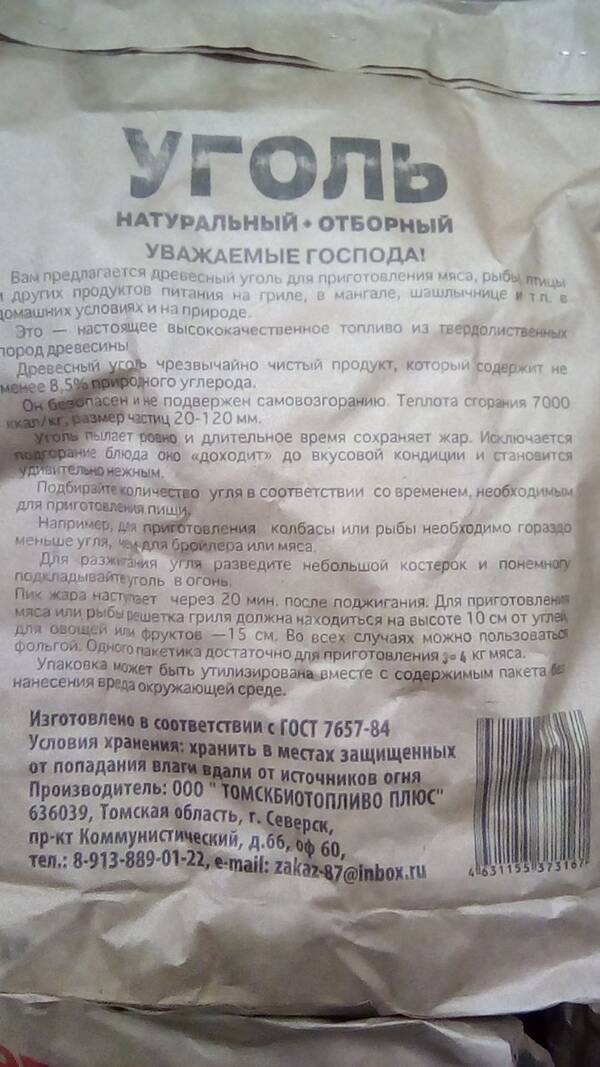 УГОЛЬ
НАТУРАЛЬНЫЙ • ОТБОРНЫЙ
УВАЖАЕМЫЕ ГОСПОДА!
Вам предлагается древесный уголь для приготовления мяса, рыбы, птицы
и других продуктов питания на гриле, в мангале, шашлычнице и т.п. в
домашних условиях и на природе.
Это — настоящее высококачественное топливо из твердолиственных
пород древесины
Древесный уголь чрезвычайно чистый продукт, который содержит не
менее 8,5% природного углерода.
Он безопасен и не подвержен самовозгоранию. Теплота сгорания 7000
ккал/кг, размер частиц 20-120 мм.
Уголь пылает ровно и длительное время сохраняет жар. Исключается
подгорание блюда оно «доходит» до вкусовой кондиции и становится
удивительно нежным.
Подбирайте количество угля в соответствии со временем, необходимым
для приготовления пищи.
Например, для приготовления колбасы или рыбы необходимо гораздо
меньше угля, чем для бройлера или мяса.
Для разжигания угля разведите небольшой костерок и понемногу
подкладывайте уголь в огонь.
Пик жара наступает через 20 мин. после поджигания. Для приготовления
мяса или рыбы решетка гриля должна находиться на высоте 10 см от углей,
для овощей или фруктов —15 см. Во всех случаях можно пользоваться
фольгой. Одного пакетика достаточно для приготовления 3-4 кг мяса.
Упаковка может быть утилизирована вместе с содержимым пакета без
нанесения вреда окружающей среде.
Изготовлено в соответствии с ГОСТ 7657-84
Условия хранения: хранить в местах защищенных
от попадания влаги вдали от источников огня
Производитель: ООО " ТОМСКБИОТОПЛИВО ПЛЮС"
636039, Томская область, г. Северск,
пр-кт Коммунистический, д.66, оф 60,
тел.: 8-913-889-01-22, e-mail: zakaz-87@inbox.ru
4 631155 373167